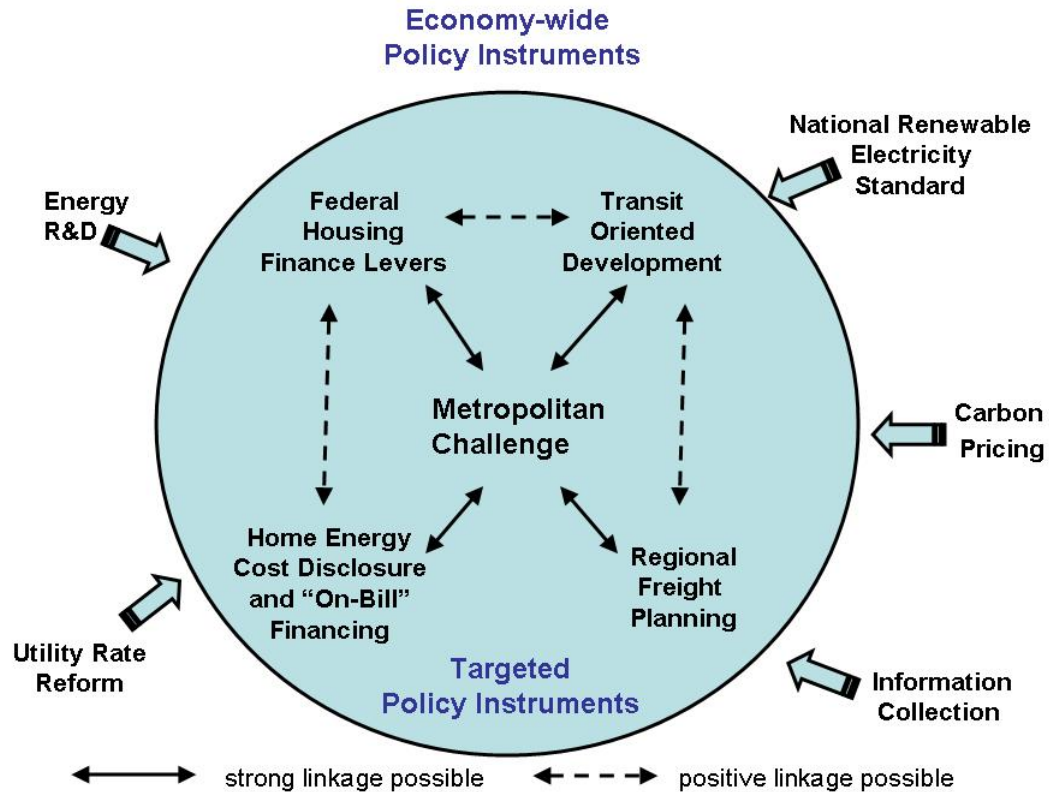 Economy-wide
Policy Instruments
National Renewable
Electricity
Standard
Energy
R&D
Federal
Housing
Finance Levers
Transit
Oriented
Development
Metropolitan
Challenge
Carbon
Pricing
Home Energy
Cost Disclosure
and “On-Bill”
Financing
Regional
Freight
Planning
Utility Rate
Reform
Targeted
Policy Instruments
Information
Collection
strong linkage possible
positive linkage possible